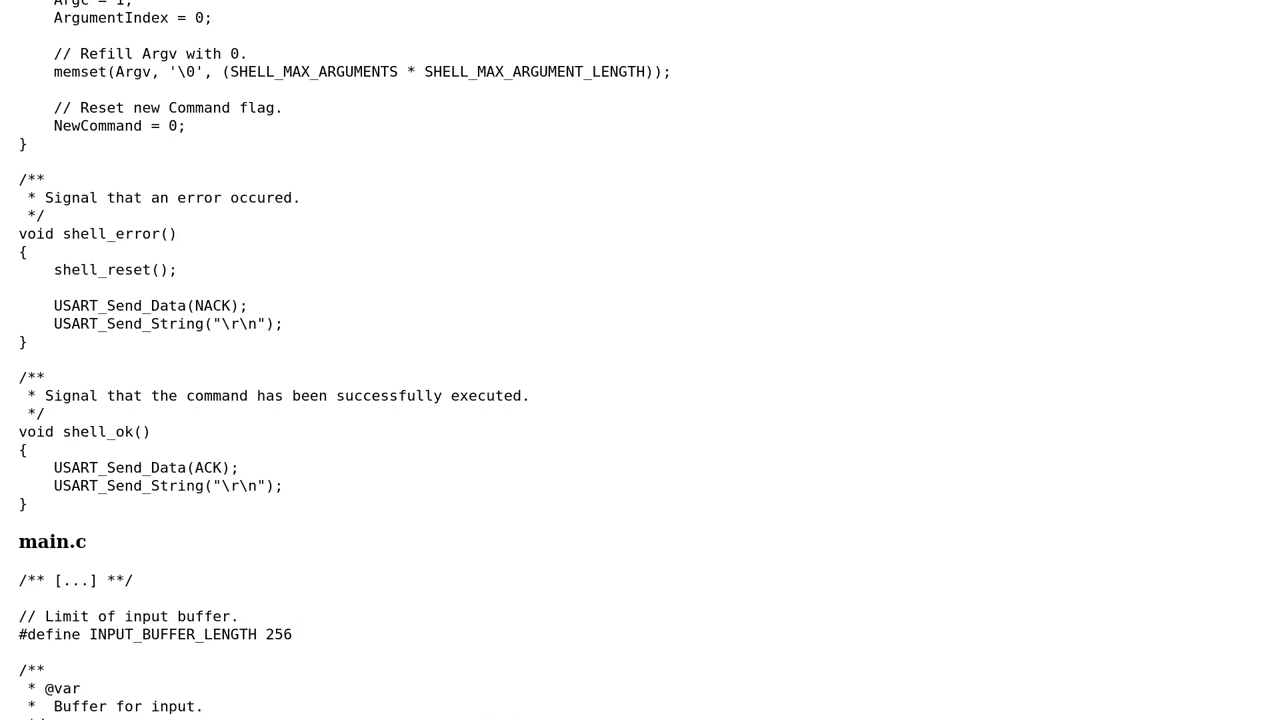 Argc = 1;
    ArgumentIndex = 0;

    // Refill Argv with 0.
    memset(Argv, '\0', (SHELL_MAX_ARGUMENTS * SHELL_MAX_ARGUMENT_LENGTH));

    // Reset new Command flag.
    NewCommand = 0;
}

/**
 * Signal that an error occured.
 */
void shell_error()
{
    shell_reset();

    USART_Send_Data(NACK);
    USART_Send_String("\r\n");
}

/**
 * Signal that the command has been successfully executed.
 */
void shell_ok()
{
    USART_Send_Data(ACK);
    USART_Send_String("\r\n");
}

main.c

/** [...] **/

// Limit of input buffer.
#define INPUT_BUFFER_LENGTH 256

/**
 * @var
 *  Buffer for input.